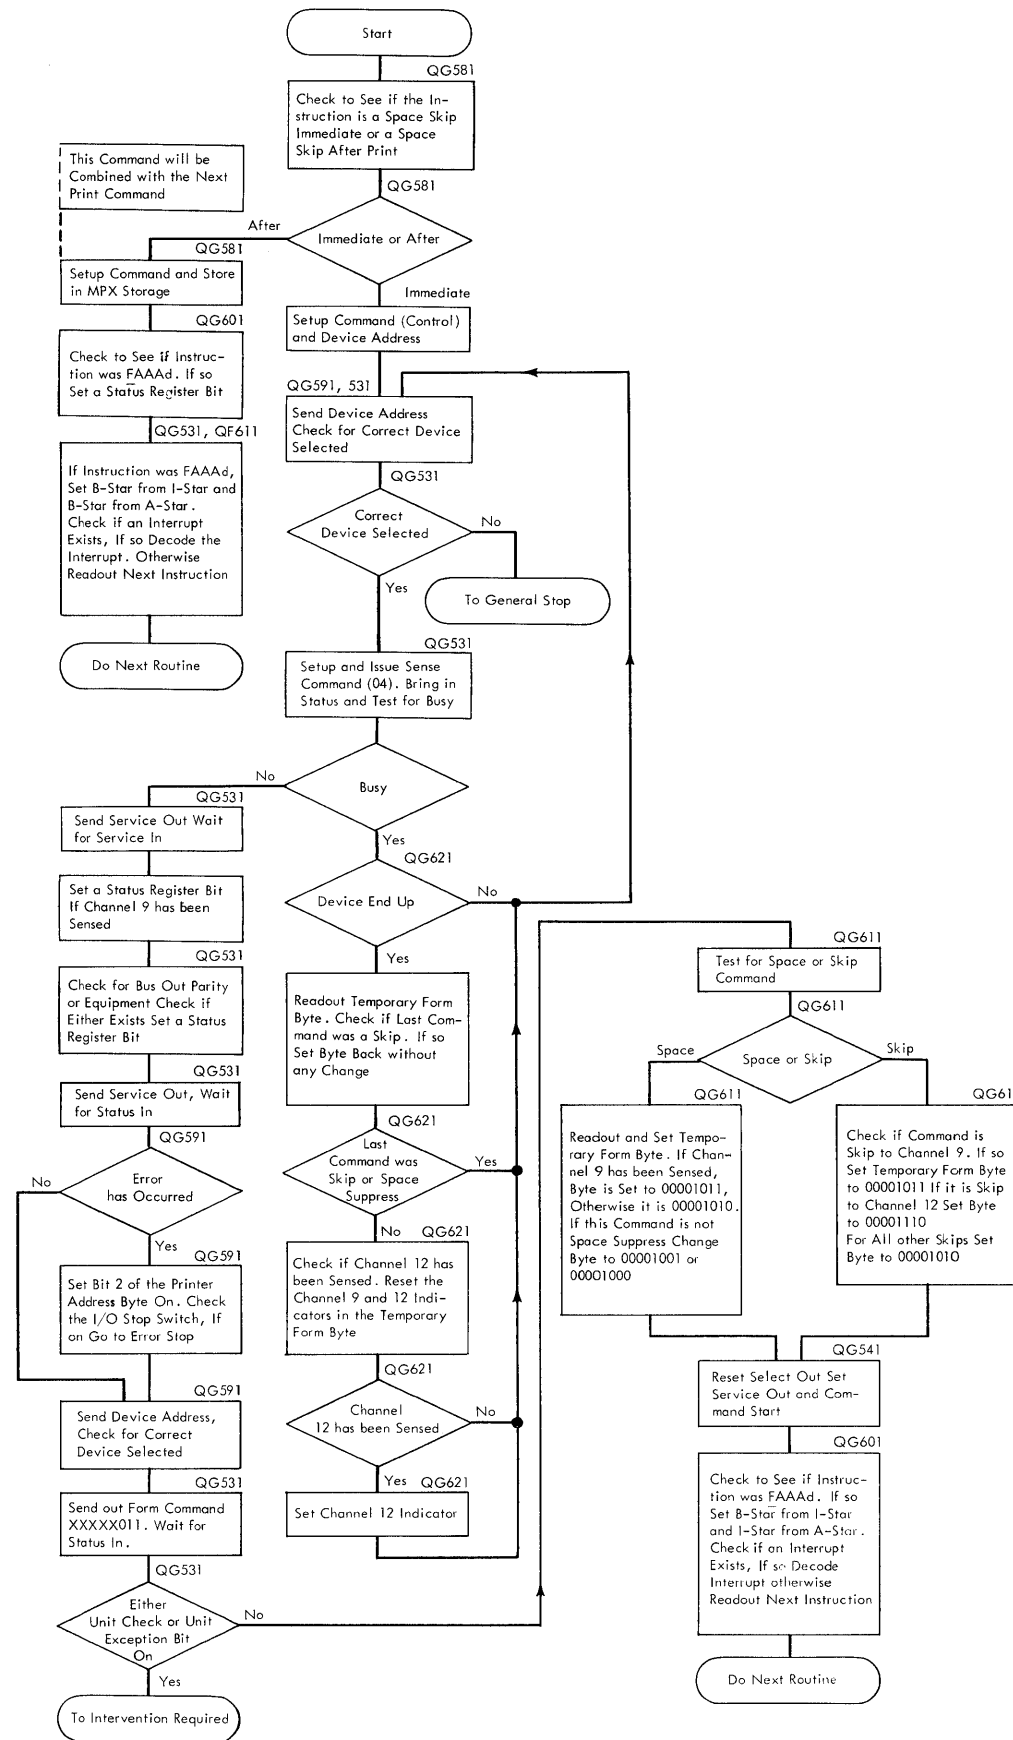 Start
QG581
Check to See if the In-
struction is a Space Skip
Immediate or a Space
Skip After Print
QG581
Immediate or After
After
Immediate
This Command will be
Combined with the Next
Print Command
QG581
Setup Command and Store
in MPX Storage
QG601
Check to See if Instruc-
tion was FAAAd. If so
Set a Status Register Bit
QG531, QF611
If Instruction was FAAAd,
Set B-Star from I-Star and
B-Star from A-Star.
Check if an Interrupt
Exists, If so Decode the
Interrupt. Otherwise
Readout Next Instruction
Do Next Routine
Setup Command (Control)
and Device Address
QG591, 531
Send Device Address
Check for Correct Device
Selected
QG531
Correct
Device Selected
No
To General Stop
Yes
QG531
Setup and Issue Sense
Command (04). Bring in
Status and Test for Busy
Busy
No
Yes
QG531
Send Service Out Wait
for Service In
Set a Status Register Bit
If Channel 9 has been
Sensed
QG531
Check for Bus Out Parity
or Equipment Check if
Either Exists Set a Status
Register Bit
QG531
Send Service Out, Wait
for Status In
QG591
Error
has Occurred
No
Yes
QG591
Set Bit 2 of the Printer
Address Byte On. Check
the I/O Stop Switch, If
on Go to Error Stop
QG591
Send Device Address,
Check for Correct
Device Selected
QG531
Send out Form Command
XXXXX011. Wait for
Status In.
QG531
Either
Unit Check or Unit
Exception Bit
On
No
Yes
To Intervention Required
QG621
Device End Up
No
Yes
Readout Temporary Form
Byte. Check if Last Com-
mand was a Skip. If so
Set Byte Back without
any Change
QG621
Last
Command was
Skip or Space
Suppress
Yes
No
QG621
Check if Channel 12 has
been Sensed. Reset the
Channel 9 and 12 Indi-
cators in the Temporary
Form Byte
QG621
Channel
12 has been Sensed
No
Yes
QG621
Set Channel 12 Indicator
QG611
Test for Space or Skip
Command
QG611
Space or Skip
Space
Skip
QG611
Readout and Set Tempo-
rary Form Byte. If Chan-
nel 9 has been Sensed,
Byte is Set to 00001011,
Otherwise it is 00001010.
If this Command is not
Space Suppress Change
Byte to 00001001 or
00001000
QG61
Check if Command is
Skip to Channel 9. If so
Set Temporary Form Byte
to 00001011 If it is Skip
to Channel 12 Set Byte
to 00001110
For All other Skips Set
Byte to 00001010
QG541
Reset Select Out Set
Service Out and Com-
mand Start
QG601
Check to See if Instruc-
tion was FAAAd. If so
Set B-Star from I-Star
and I-Star from A-Star.
Check if an Interrupt
Exists, If so Decode
Interrupt otherwise
Readout Next Instruction
Do Next Routine